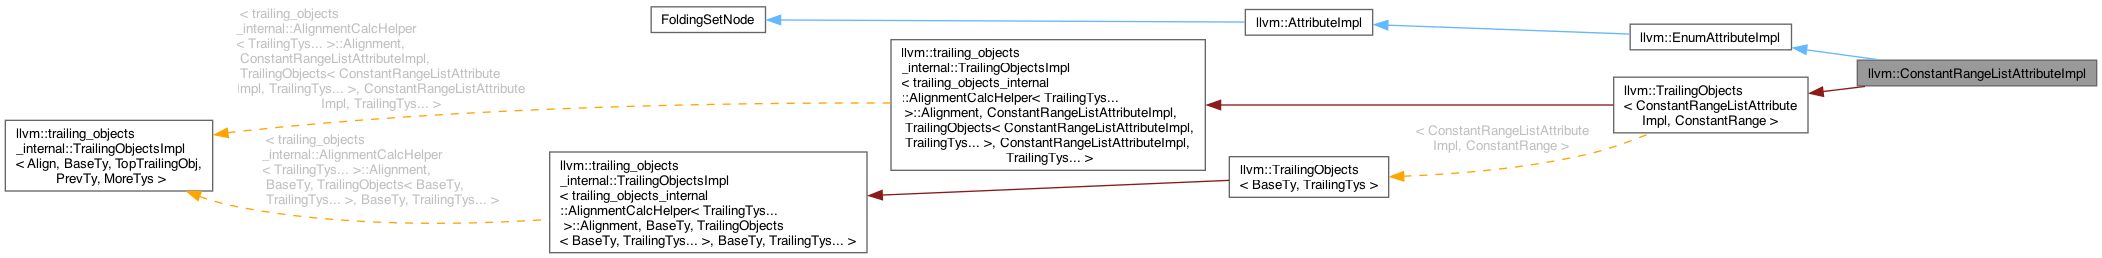 < trailing_objects
_internal::AlignmentCalcHelper
< TrailingTys... >::Alignment,
ConstantRangeListAttributeImpl,
TrailingObjects< ConstantRangeListAttribute
Impl, TrailingTys... >, ConstantRangeListAttribute
Impl, TrailingTys... >
FoldingSetNode
llvm::AttributeImpl
llvm::EnumAttributeImpl
llvm::ConstantRangeListAttributeImpl
llvm::trailing_objects
_internal::TrailingObjectsImpl
< trailing_objects_internal
::AlignmentCalcHelper< TrailingTys...
>::Alignment, ConstantRangeListAttributeImpl,
TrailingObjects< ConstantRangeListAttributeImpl,
TrailingTys... >, ConstantRangeListAttributeImpl,
TrailingTys... >
llvm::TrailingObjects
< ConstantRangeListAttribute
Impl, ConstantRange >
llvm::trailing_objects
_internal::TrailingObjectsImpl
< Align, BaseTy, TopTrailingObj,
PrevTy, MoreTys >
< trailing_objects
_internal::AlignmentCalcHelper
< TrailingTys... >::Alignment,
BaseTy, TrailingObjects< BaseTy,
TrailingTys... >, BaseTy, TrailingTys... >
llvm::trailing_objects
_internal::TrailingObjectsImpl
< trailing_objects_internal
::AlignmentCalcHelper< TrailingTys...
>::Alignment, BaseTy, TrailingObjects
< BaseTy, TrailingTys... >, BaseTy, TrailingTys... >
llvm::TrailingObjects
< BaseTy, TrailingTys >
< ConstantRangeListAttribute
Impl, ConstantRange >